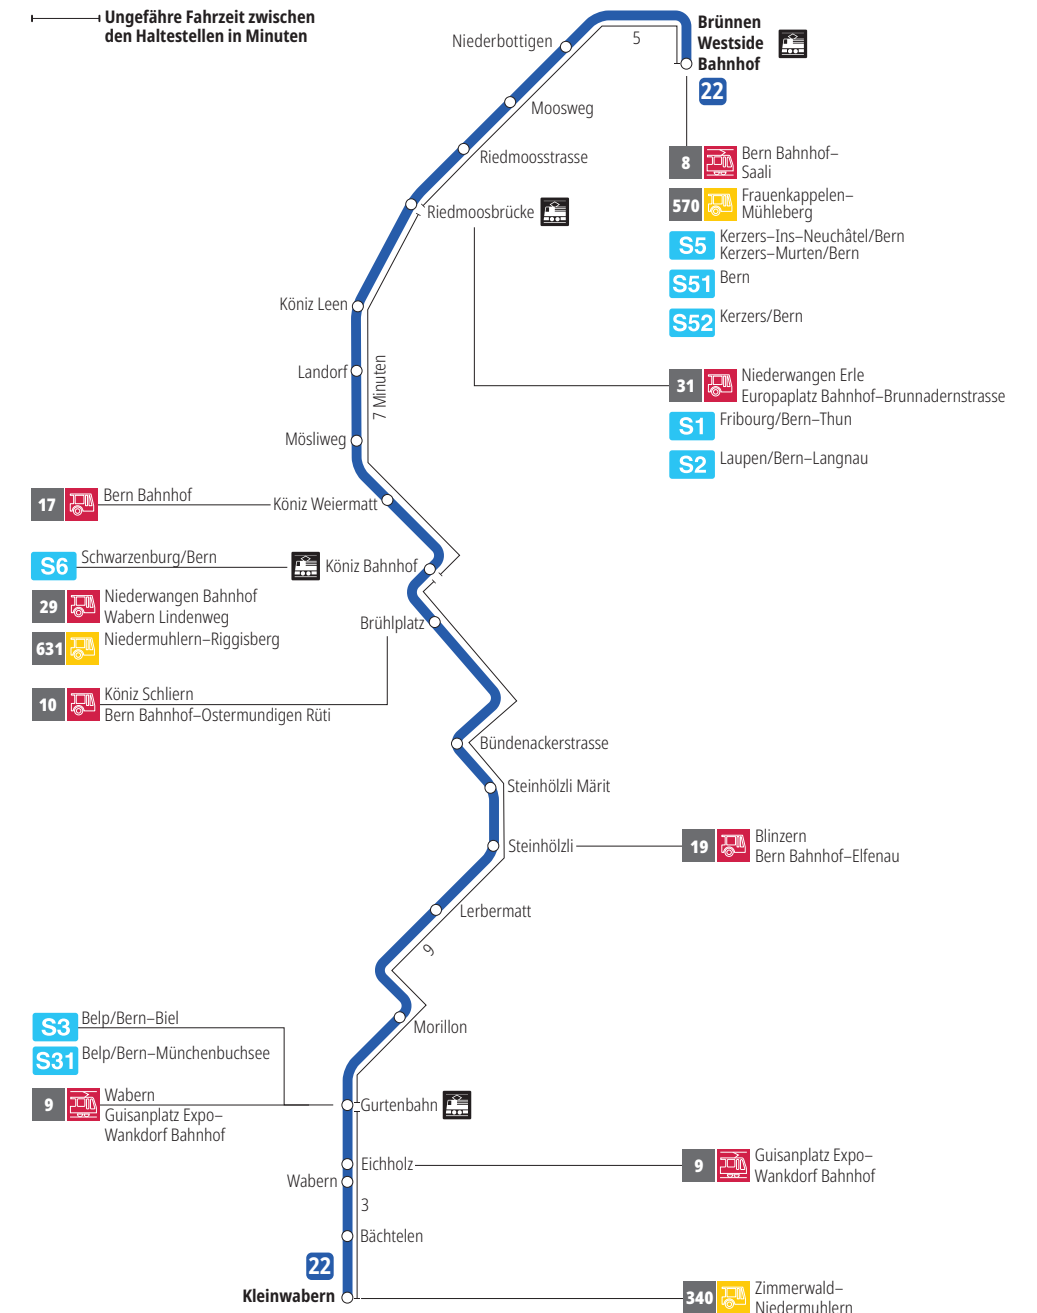 Ungefähre Fahrzeit zwischen
den Haltestellen in Minuten
Brünnen
Westside
Bahnhof
22
5
Niederbottigen
Moosweg
Riedmoosstrasse
Riedmoosbrücke
8
Bern Bahnhof–
Saali
570
Frauenkappelen–
Mühleberg
S5
Kerzers–Ins–Neuchâtel/Bern
Kerzers–Murten/Bern
S51
Bern
S52
Kerzers/Bern
Köniz Leen
Landorf
7 Minuten
31
Niederwangen Erle
Europaplatz Bahnhof–Brunnadernstrasse
S1
Fribourg/Bern–Thun
S2
Laupen/Bern–Langnau
Mösliweg
17
Bern Bahnhof
Köniz Weiermatt
S6
Schwarzenburg/Bern
Köniz Bahnhof
29
Niederwangen Bahnhof
Wabern Lindenweg
631
Niedermuhlern–Riggisberg
Brühlplatz
10
Köniz Schliern
Bern Bahnhof–Ostermundigen Rüti
Bündenackerstrasse
Steinhölzli Märit
Steinhölzli
19
Blinzern
Bern Bahnhof–Elfenau
Lerbermatt
9
Morillon
S3
Belp/Bern–Biel
S31
Belp/Bern–Münchenbuchsee
9
Wabern
Guisanplatz Expo–
Wankdorf Bahnhof
Gurtenbahn
Eichholz
9
Guisanplatz Expo–
Wankdorf Bahnhof
Wabern
3
Bächtelen
22
Kleinwabern
340
Zimmerwald–
Niedermuhlern